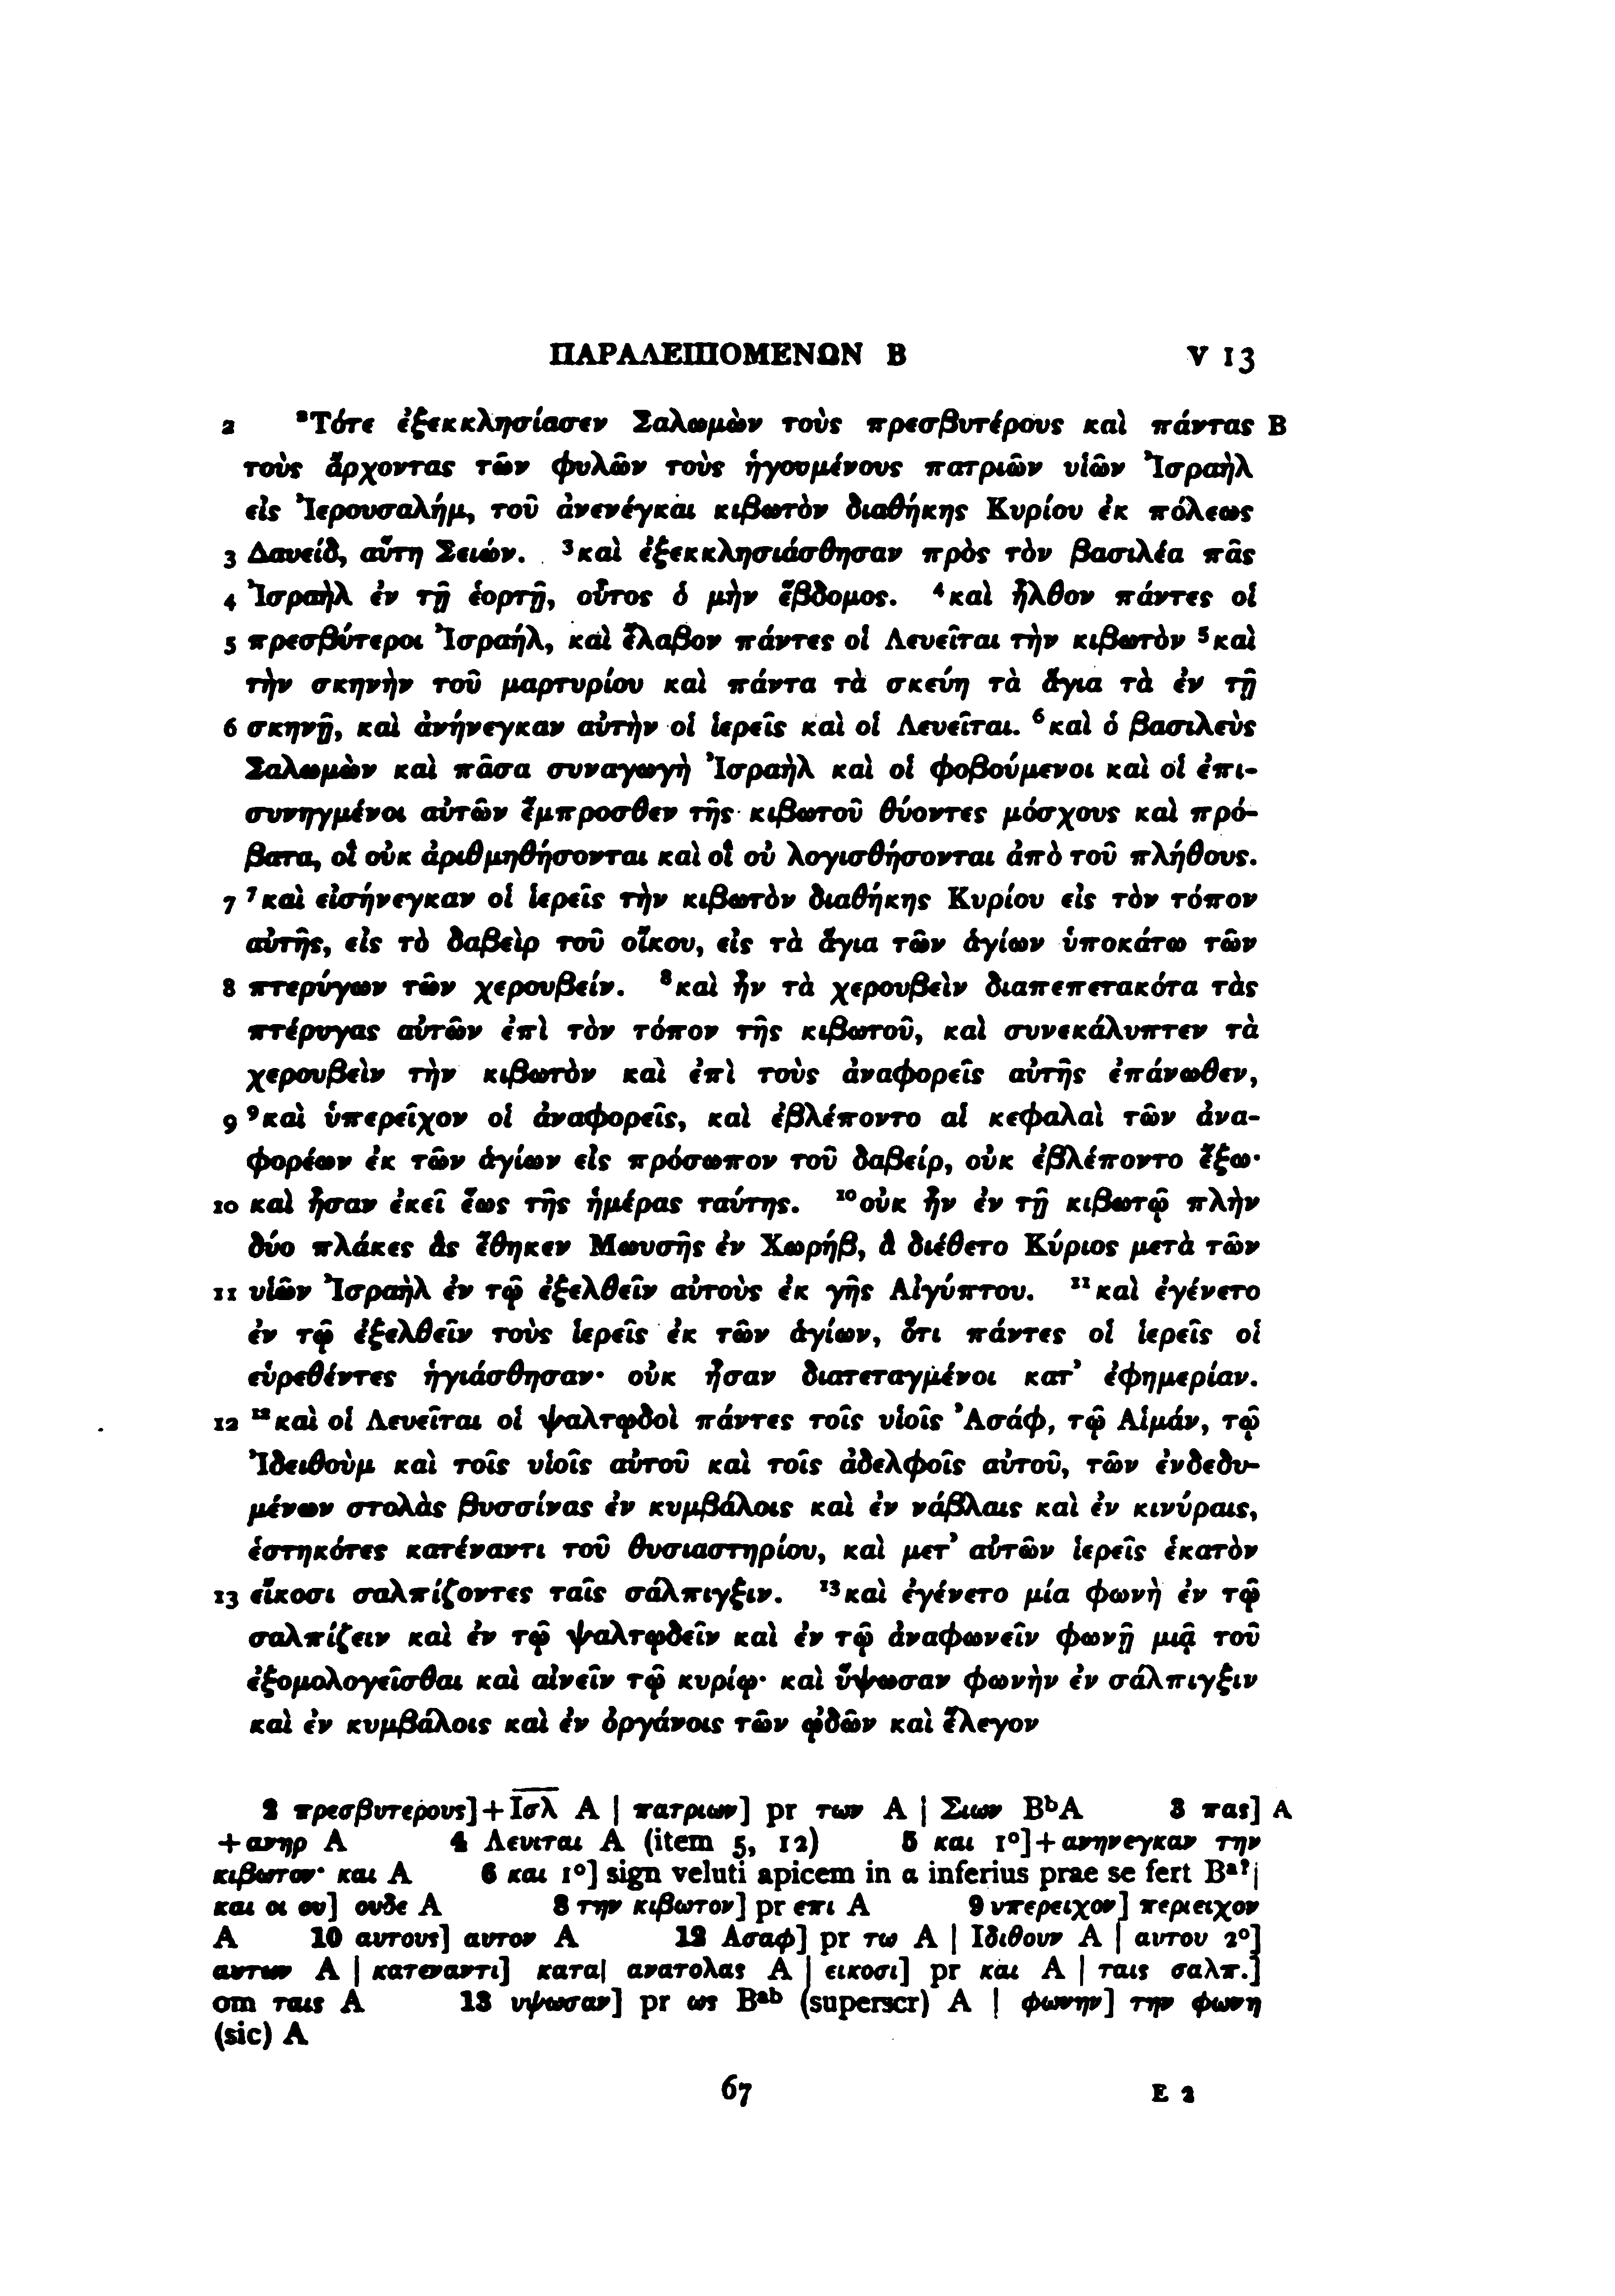 ΠΑΡΑΛΕΙΠΟΜΕΝΩΝ Β V 13
2 ²Τότε ἐξεκκλησίασεν Σαλωμὼν τοὺς πρεσβυτέρους καὶ πάντας B
τοὺς ἄρχοντας τῶν φυλῶν τοὺς ἡγουμένους πατριῶν υἱῶν Ἰσραὴλ
εἰς Ἰερουσαλήμ, τοῦ ἀνενέγκαι κιβωτὸν διαθήκης Κυρίου ἐκ πόλεως
3 Δαυείδ, αὕτη Σειών. ³καὶ ἐξεκκλησιάσθησαν πρὸς τὸν βασιλέα πᾶς
4 Ἰσραὴλ ἐν τῇ ἑορτῇ, οὗτος ὁ μὴν ἕβδομος. ⁴καὶ ἦλθον πάντες οἱ
5 πρεσβύτεροι Ἰσραήλ, καὶ ἔλαβον πάντες οἱ Λευεῖται τὴν κιβωτὸν ⁵καὶ
τὴν σκηνὴν τοῦ μαρτυρίου καὶ πάντα τὰ σκεύη τὰ ἅγια τὰ ἐν τῇ
6 σκηνῇ, καὶ ἀνήνεγκαν αὐτὴν οἱ ἱερεῖς καὶ οἱ Λευεῖται. ⁶καὶ ὁ βασιλεὺς
Σαλωμὼν καὶ πᾶσα συναγωγὴ Ἰσραὴλ καὶ οἱ φοβούμενοι καὶ οἱ ἐπι-
συνηγμένοι αὐτῶν ἔμπροσθεν τῆς κιβωτοῦ θύοντες μόσχους καὶ πρό-
βατα, οἳ οὐκ ἀριθμηθήσονται καὶ οἳ οὐ λογισθήσονται ἀπὸ τοῦ πλήθους.
7 ⁷καὶ εἰσήνεγκαν οἱ ἱερεῖς τὴν κιβωτὸν διαθήκης Κυρίου εἰς τὸν τόπον
αὐτῆς, εἰς τὸ δαβεὶρ τοῦ οἴκου, εἰς τὰ ἅγια τῶν ἁγίων ὑποκάτω τῶν
8 πτερύγων τῶν χερουβείν. ⁸καὶ ἦν τὰ χερουβεὶν διαπεπετακότα τὰς
πτέρυγας αὐτῶν ἐπὶ τὸν τόπον τῆς κιβωτοῦ, καὶ συνεκάλυπτεν τὰ
χερουβεὶν τὴν κιβωτὸν καὶ ἐπὶ τοὺς ἀναφορεῖς αὐτῆς ἐπάνωθεν,
9 ⁹καὶ ὑπερεῖχον οἱ ἀναφορεῖς, καὶ ἐβλέποντο αἱ κεφαλαὶ τῶν ἀνα-
φορέων ἐκ τῶν ἁγίων εἰς πρόσωπον τοῦ δαβείρ, οὐκ ἐβλέποντο ἔξω·
10 καὶ ἦσαν ἐκεῖ ἕως τῆς ἡμέρας ταύτης. ¹⁰οὐκ ἦν ἐν τῇ κιβωτῷ πλὴν
δύο πλάκες ἃς ἔθηκεν Μωυσῆς ἐν Χωρήβ, ἃ διέθετο Κύριος μετὰ τῶν
11 υἱῶν Ἰσραὴλ ἐν τῷ ἐξελθεῖν αὐτοὺς ἐκ γῆς Αἰγύπτου. ¹¹καὶ ἐγένετο
ἐν τῷ ἐξελθεῖν τοὺς ἱερεῖς ἐκ τῶν ἁγίων, ὅτι πάντες οἱ ἱερεῖς οἱ
εὑρεθέντες ἡγιάσθησαν· οὐκ ἦσαν διατεταγμένοι κατ’ ἐφημερίαν.
12 ¹²καὶ οἱ Λευεῖται οἱ ψαλτῳδοὶ πάντες τοῖς υἱοῖς Ἀσάφ, τῷ Αἱμάν, τῷ
Ἰδειθοὺμ καὶ τοῖς υἱοῖς αὐτοῦ καὶ τοῖς ἀδελφοῖς αὐτοῦ, τῶν ἐνδεδυ-
μένων στολὰς βυσσίνας ἐν κυμβάλοις καὶ ἐν νάβλαις καὶ ἐν κινύραις,
ἑστηκότες κατέναντι τοῦ θυσιαστηρίου, καὶ μετ’ αὐτῶν ἱερεῖς ἑκατὸν
13 εἴκοσι σαλπίζοντες ταῖς σάλπιγξιν. ¹³καὶ ἐγένετο μία φωνὴ ἐν τῷ
σαλπίζειν καὶ ἐν τῷ ψαλτῳδεῖν καὶ ἐν τῷ ἀναφωνεῖν φωνῇ μιᾷ τοῦ
ἐξομολογεῖσθαι καὶ αἰνεῖν τῷ κυρίῳ· καὶ ὕψωσαν φωνὴν ἐν σάλπιγξιν
καὶ ἐν κυμβάλοις καὶ ἐν ὀργάνοις τῶν ᾠδῶν καὶ ἔλεγον
2 πρεσβυτερους]+Ισλ A | πατριων] pr των A | Σιων BᵇA 3 πας] A
+ανηρ A 4 Λευιται A (item 5, 12) 5 και 1°]+ανηνεγκαν την
κιβωτον· και A 6 και 1°] sign veluti apicem in α inferius prae se fert Bᵃ? |
και οι ου] ουδε A 8 την κιβωτον] pr επι A 9 υπερειχον] περιειχον
A 10 αυτους] αυτον A 12 Ασαφ] pr τω A | Ιδιθουν A | αυτου 2°]
αυτων A | κατεναντι] κατα| ανατολας A | εικοσι] pr και A | ταις σαλπ.]
om ταις A 13 υψωσαν] pr ως Bᵃᵇ (superscr) A | φωνην] την φωνη
(sic) A
67 E 2